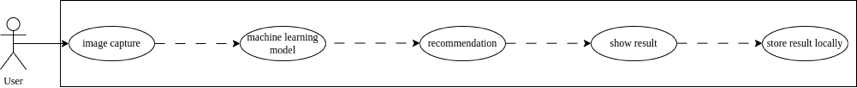 image capture
machine learning
model
recommendation
show result
store result locally
User